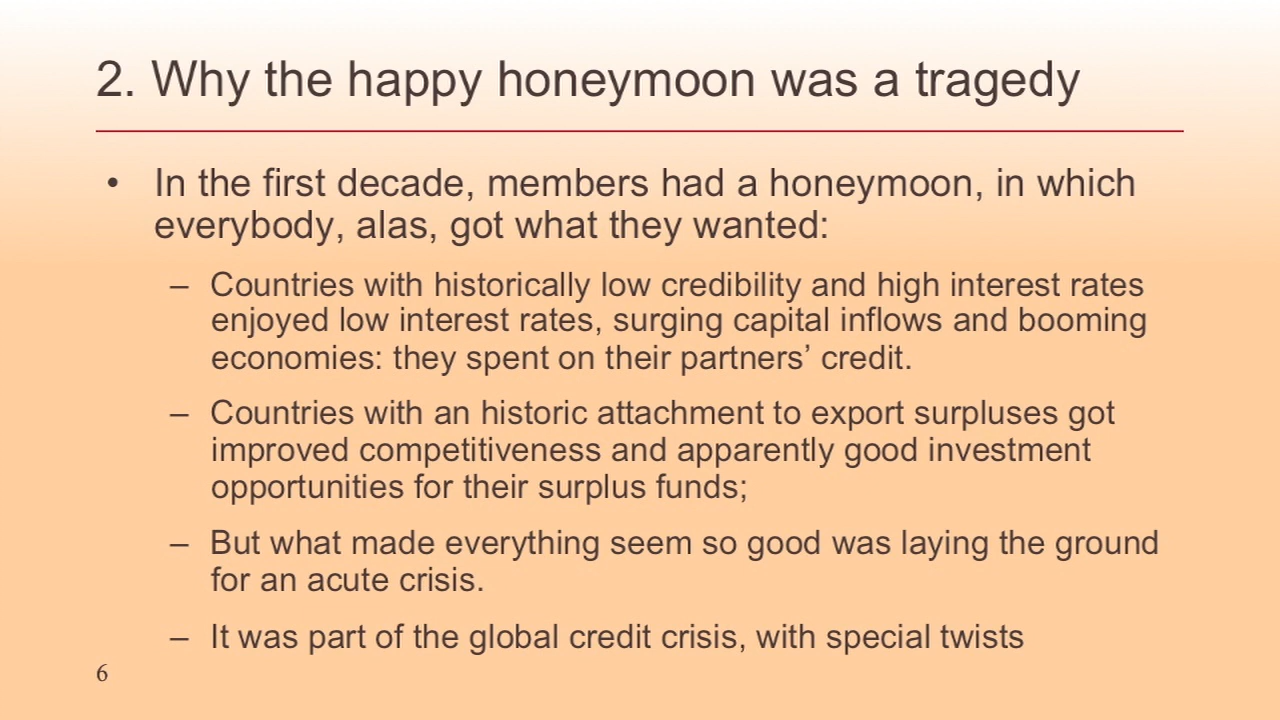 2. Why the happy honeymoon was a tragedy
• In the first decade, members had a honeymoon, in which
everybody, alas, got what they wanted:
– Countries with historically low credibility and high interest rates
enjoyed low interest rates, surging capital inflows and booming
economies: they spent on their partners’ credit.
– Countries with an historic attachment to export surpluses got
improved competitiveness and apparently good investment
opportunities for their surplus funds;
– But what made everything seem so good was laying the ground
for an acute crisis.
– It was part of the global credit crisis, with special twists
6